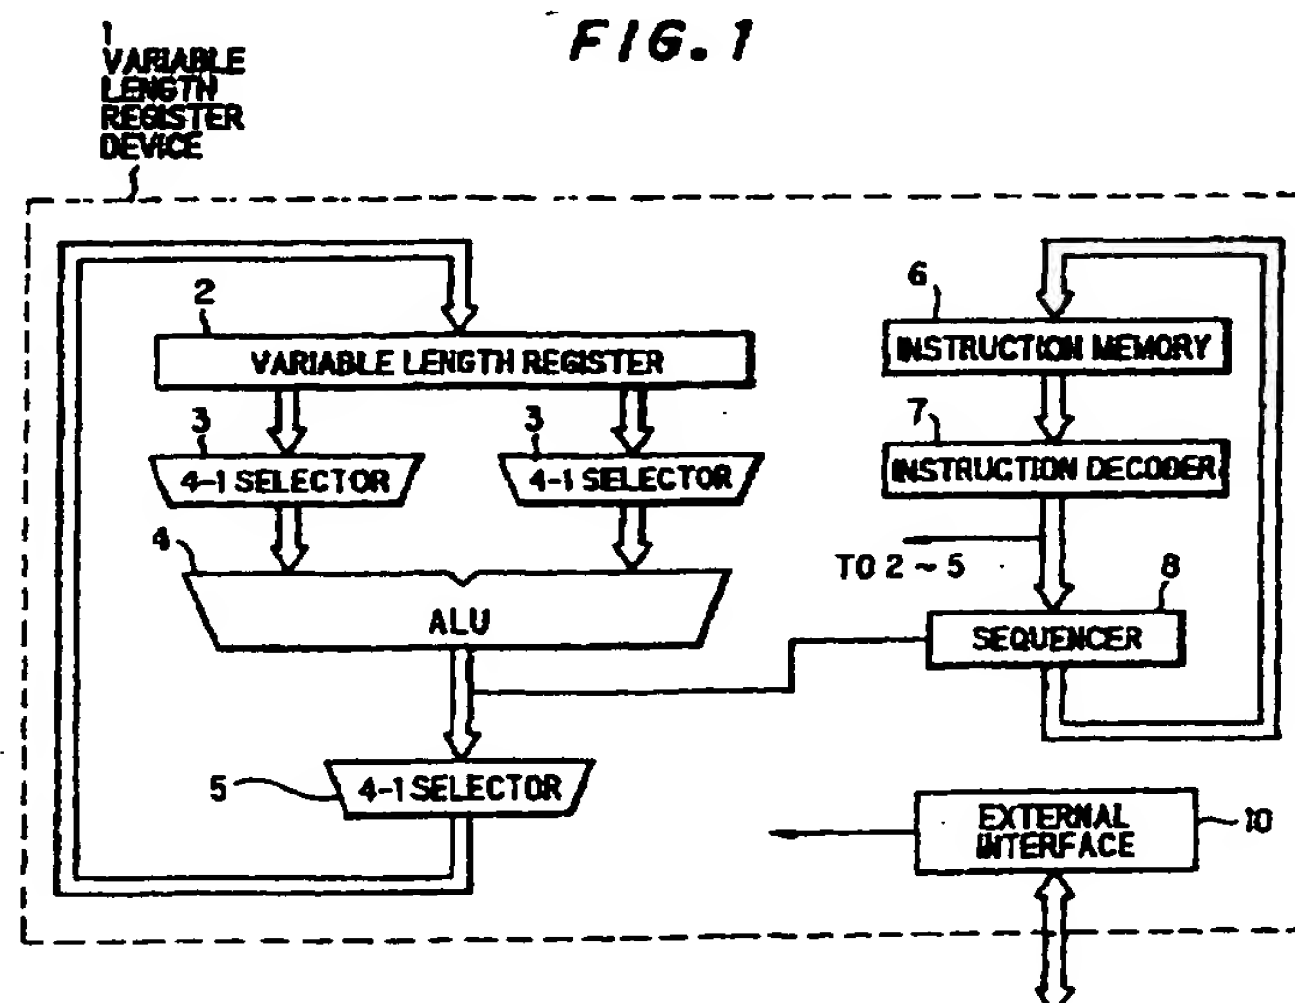 FIG. 1
1
VARIABLE
LENGTH
REGISTER
DEVICE
2
VARIABLE LENGTH REGISTER
3
4-1 SELECTOR
3
4-1 SELECTOR
4
ALU
5
4-1 SELECTOR
6
INSTRUCTION MEMORY
7
INSTRUCTION DECODER
TO 2 ~ 5
8
SEQUENCER
EXTERNAL
INTERFACE
10